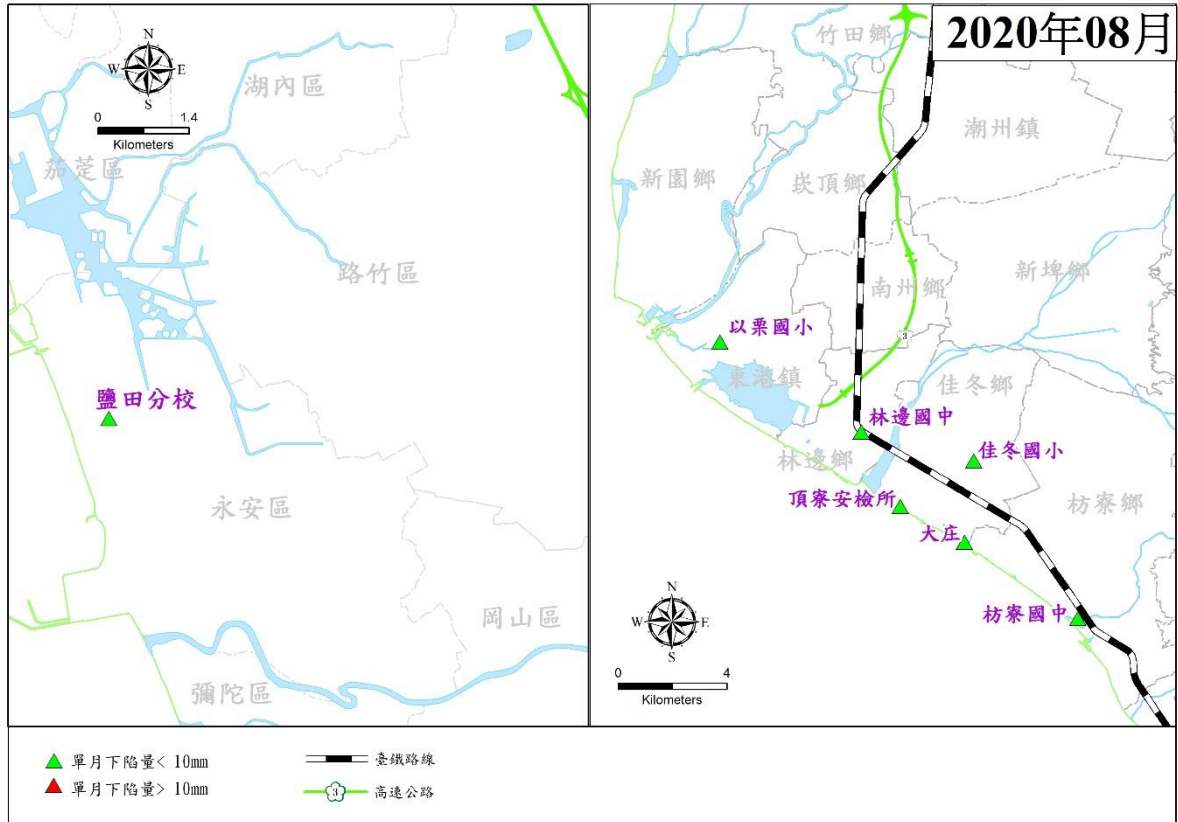 2020年08月
N
W E
S
0 1.4
Kilometers
湖內區
茄萣區
路竹區
鹽田分校
永安區
岡山區
彌陀區
竹田鄉
潮州鎮
新園鄉
崁頂鄉
新埤鄉
南州鄉
以栗國小
3
東港鎮
佳冬鄉
林邊國中
林邊鄉
佳冬國小
頂寮安檢所
枋寮鄉
大庄
枋寮國中
N
W E
S
0 4
Kilometers
單月下陷量< 10mm
臺鐵路線
單月下陷量> 10mm
3 高速公路